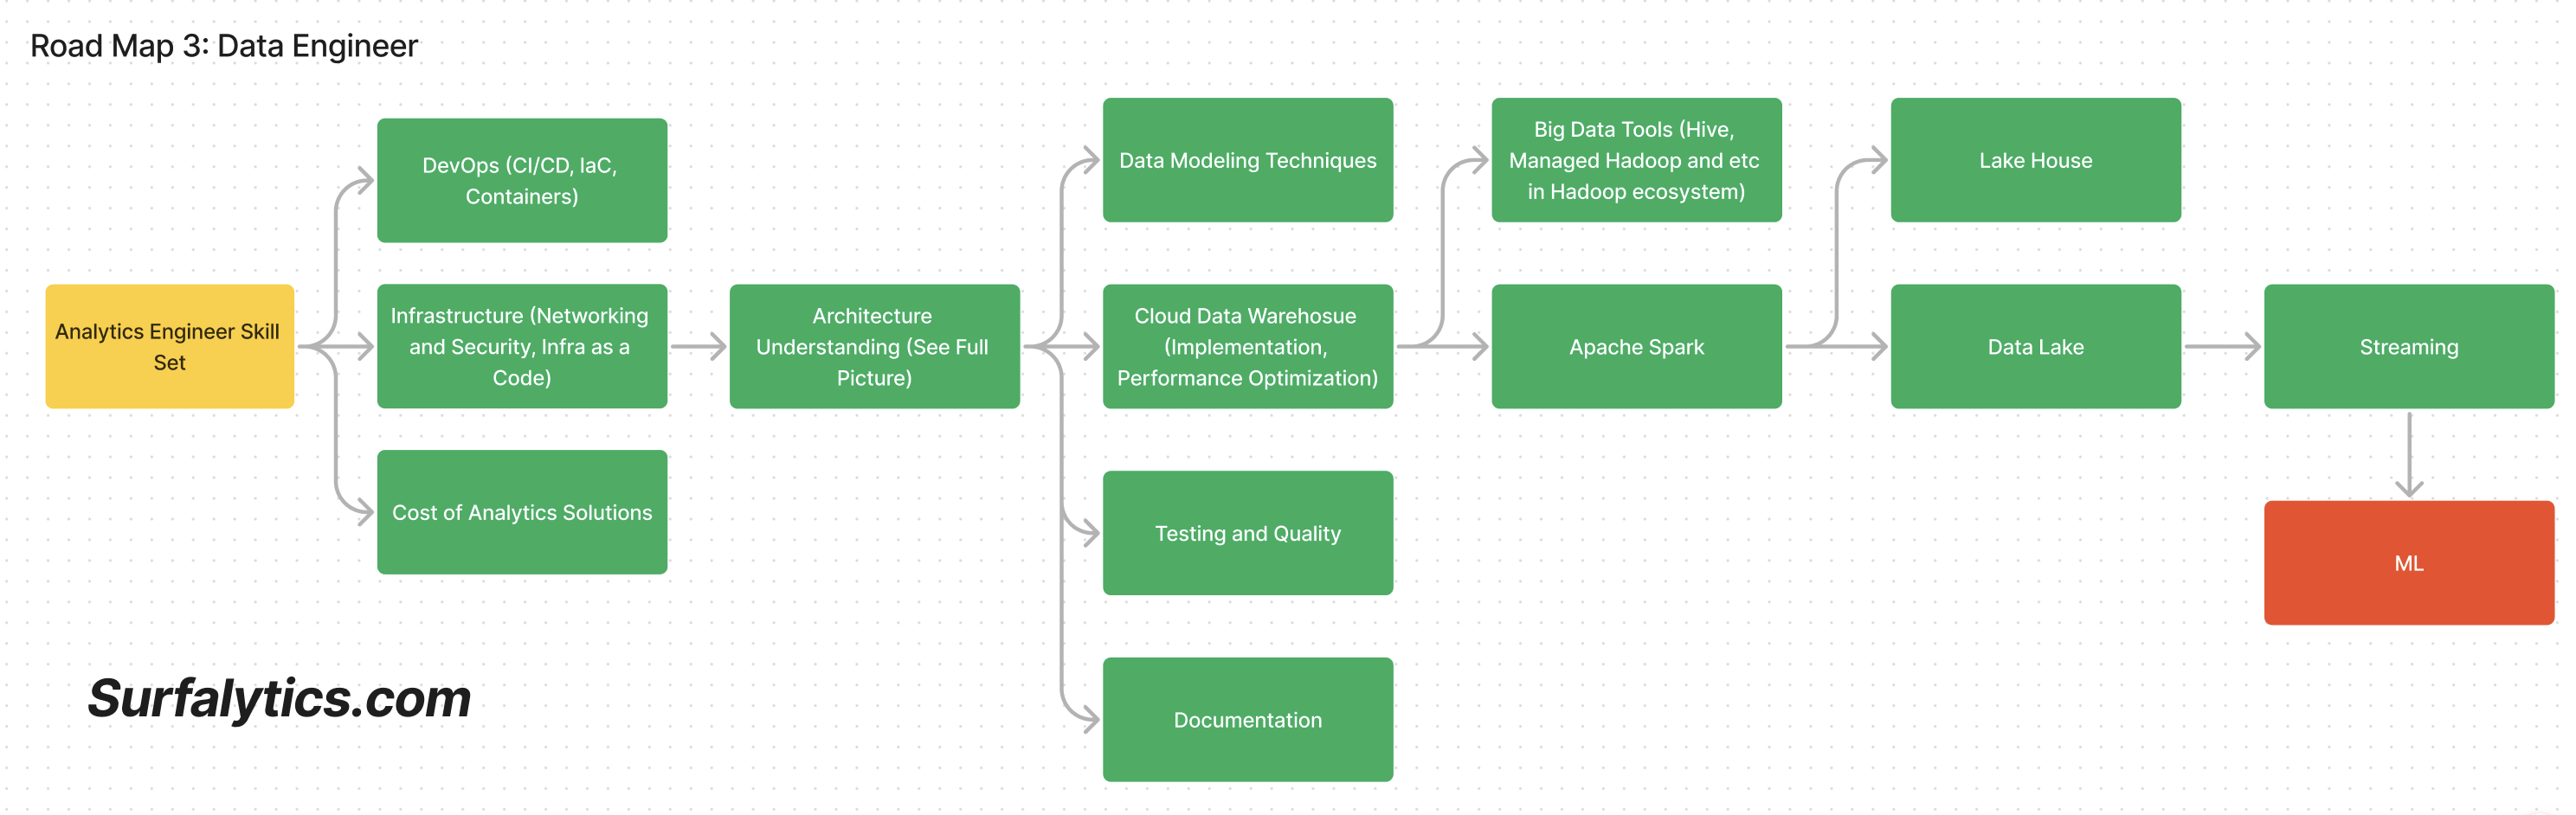 Road Map 3: Data Engineer
Analytics Engineer Skill
Set
DevOps (CI/CD, IaC,
Containers)
Infrastructure (Networking
and Security, Infra as a
Code)
Cost of Analytics Solutions
Architecture
Understanding (See Full
Picture)
Data Modeling Techniques
Cloud Data Warehosue
(Implementation,
Performance Optimization)
Testing and Quality
Documentation
Big Data Tools (Hive,
Managed Hadoop and etc
in Hadoop ecosystem)
Apache Spark
Lake House
Data Lake
Streaming
ML
Surfalytics.com